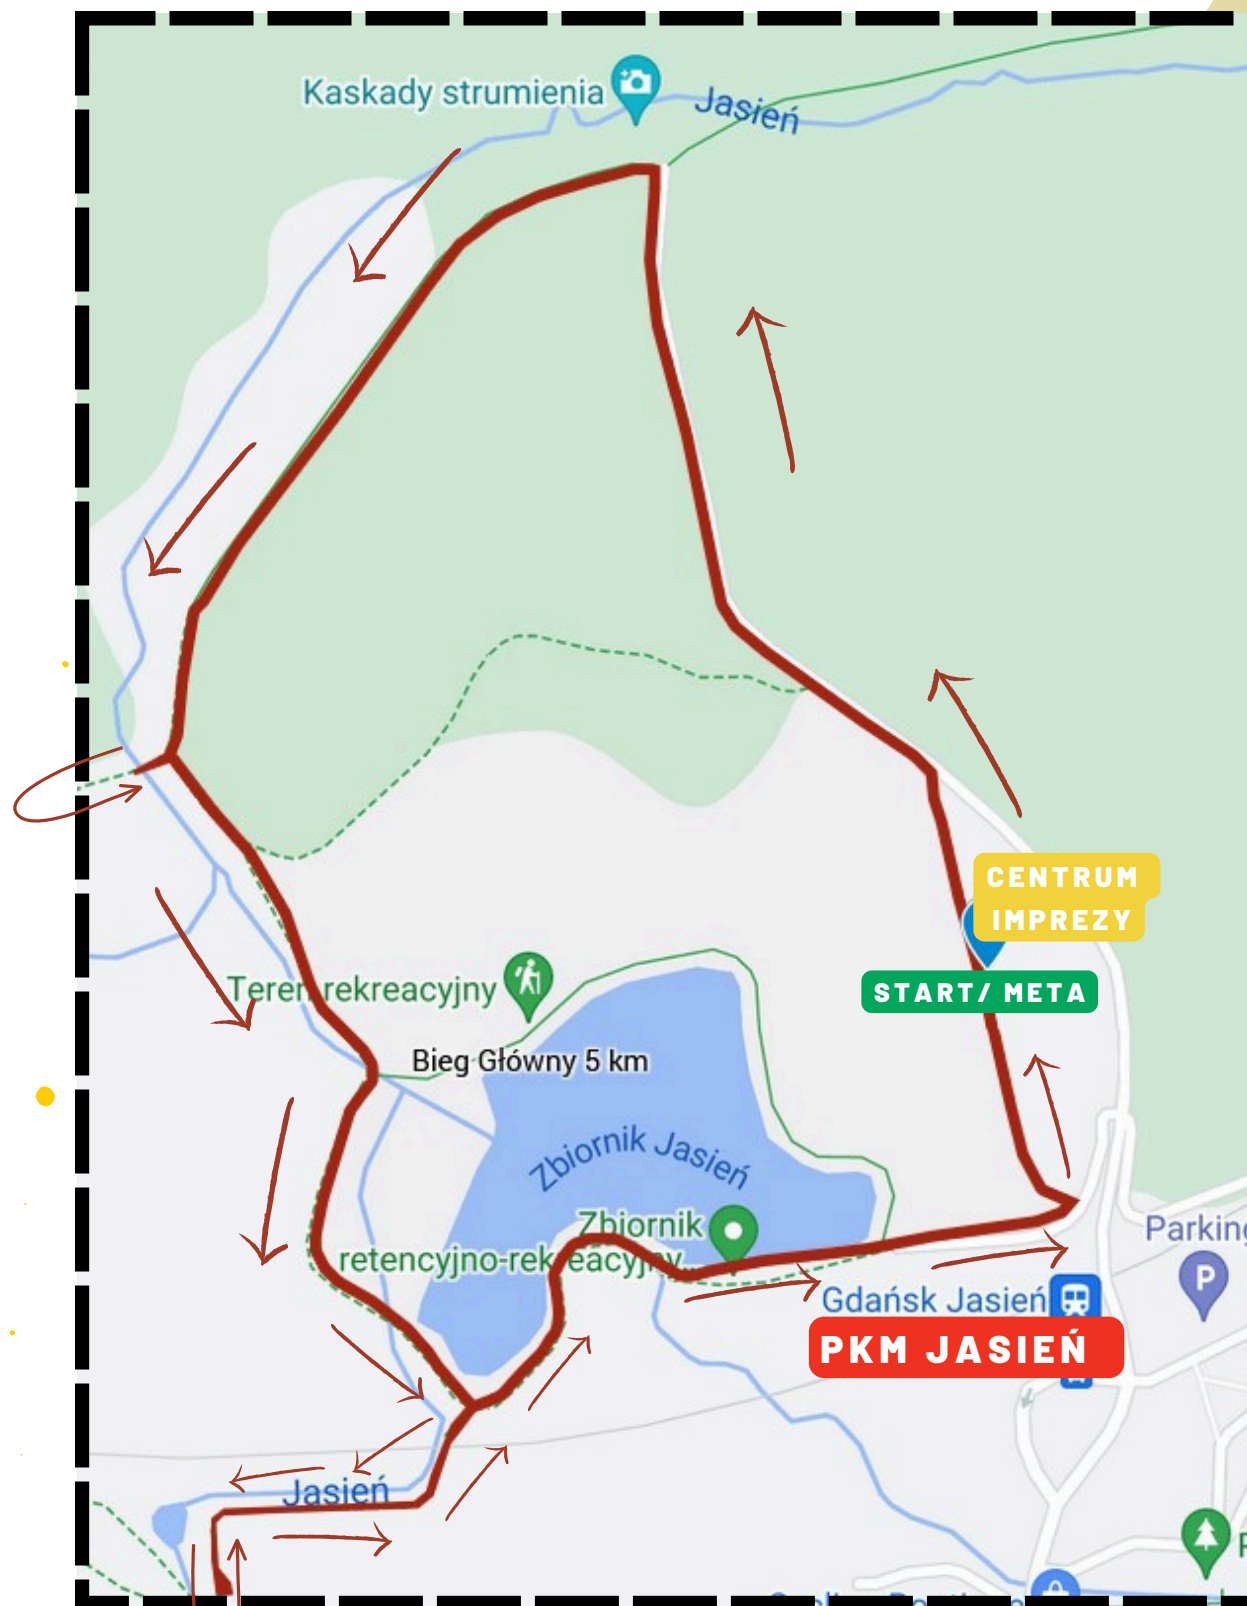 Kaskady strumienia
Jasień
CENTRUM
IMPREZY
Teren rekreacyjny
START/ META
Bieg Główny 5 km
Zbiornik Jasień
Zbiornik
retencyjno-rekreacyjny...
Parking
P
Gdańsk Jasień
PKM JASIEŃ
Jasień